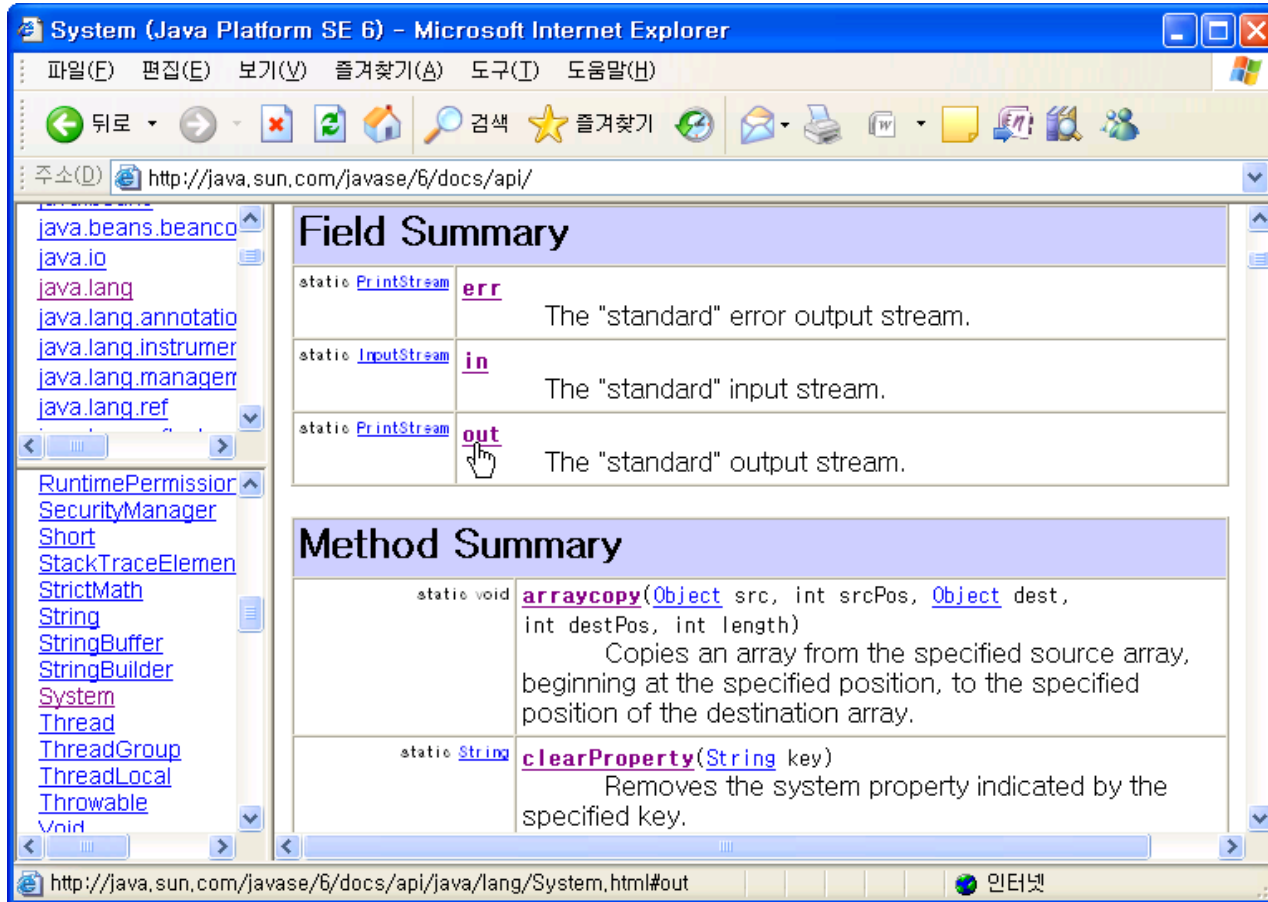 System (Java Platform SE 6) - Microsoft Internet Explorer
파일(F) 편집(E) 보기(V) 즐겨찾기(A) 도구(T) 도움말(H)
뒤로 검색 즐겨찾기
주소(D) http://java.sun.com/javase/6/docs/api/
java.beans.beanco
java.io
java.lang
java.lang.annotatio
java.lang.instrumer
java.lang.managem
java.lang.ref
RuntimePermission
SecurityManager
Short
StackTraceElemen
StrictMath
String
StringBuffer
StringBuilder
System
Thread
ThreadGroup
ThreadLocal
Throwable
Void
Field Summary
static PrintStream err
The "standard" error output stream.
static InputStream in
The "standard" input stream.
static PrintStream out
The "standard" output stream.
Method Summary
static void arraycopy(Object src, int srcPos, Object dest,
int destPos, int length)
Copies an array from the specified source array,
beginning at the specified position, to the specified
position of the destination array.
static String clearProperty(String key)
Removes the system property indicated by the
specified key.
http://java.sun.com/javase/6/docs/api/java/lang/System.html#out 인터넷